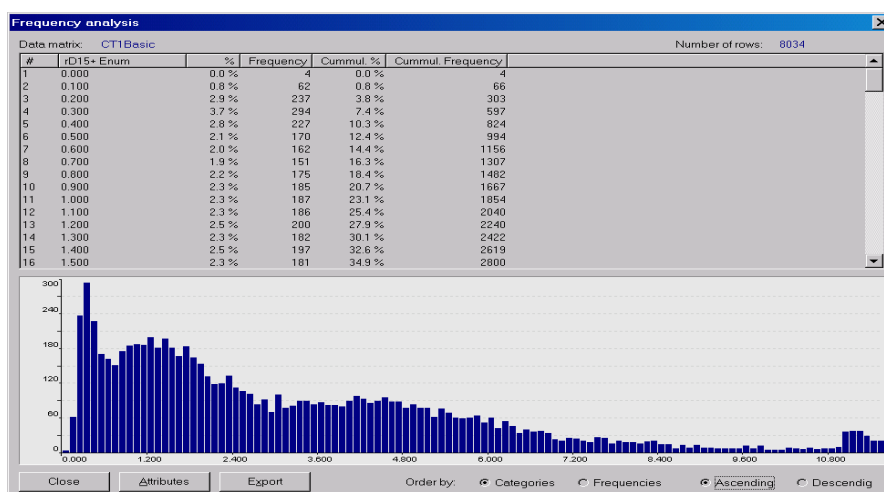 Frequency analysis
Data matrix: CT1Basic Number of rows: 8034
# rD15+ Enum % Frequency Cummul. % Cummul. Frequency
1 0.000 0.0 % 4 0.0 % 4
2 0.100 0.8 % 62 0.8 % 66
3 0.200 2.9 % 237 3.8 % 303
4 0.300 3.7 % 294 7.4 % 597
5 0.400 2.8 % 227 10.3 % 824
6 0.500 2.1 % 170 12.4 % 994
7 0.600 2.0 % 162 14.4 % 1156
8 0.700 1.9 % 151 16.3 % 1307
9 0.800 2.2 % 175 18.4 % 1482
10 0.900 2.3 % 185 20.7 % 1667
11 1.000 2.3 % 187 23.1 % 1854
12 1.100 2.3 % 186 25.4 % 2040
13 1.200 2.5 % 200 27.9 % 2240
14 1.300 2.3 % 182 30.1 % 2422
15 1.400 2.5 % 197 32.6 % 2619
16 1.500 2.3 % 181 34.9 % 2800
300
240
180
120
60
0
0.000 1.200 2.400 3.600 4.800 6.000 7.200 8.400 9.600 10.800
Close Attributes Export Order by: Categories Frequencies Ascending Descendig